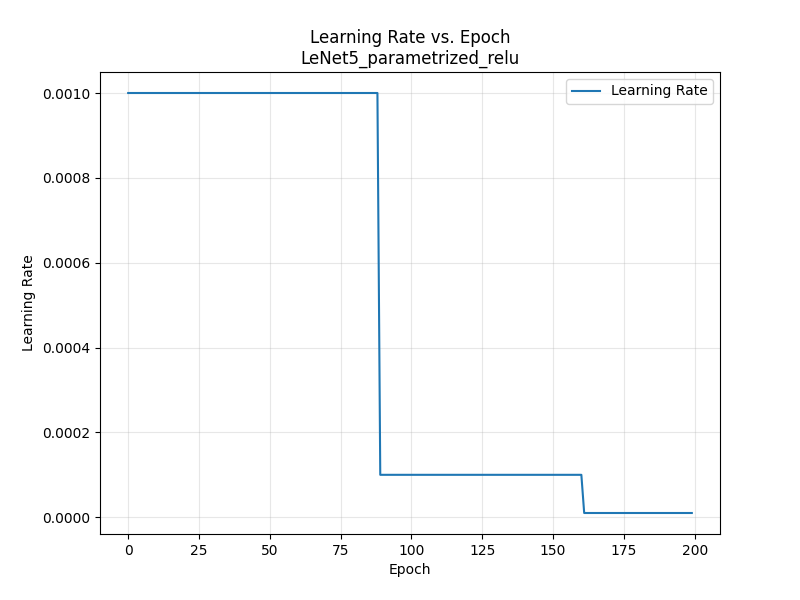 Learning Rate vs. Epoch
LeNet5_parametrized_relu
Learning Rate
0.0010
0.0008
0.0006
0.0004
0.0002
0.0000
Learning Rate
0 25 50 75 100 125 150 175 200
Epoch